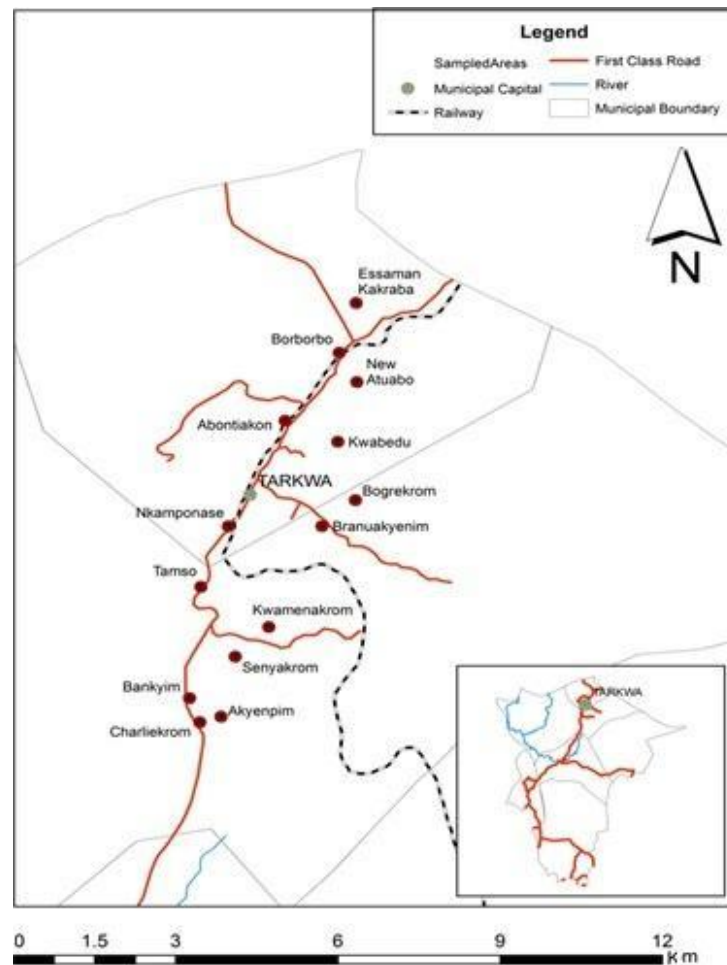 Legend
SampledAreas
First Class Road
Municipal Capital
River
Railway
Municipal Boundary
N
Essaman
Kakraba
Borborbo
New
Atuabo
Abontiakon
Kwabedu
TARKWA
Bogrekrom
Nkamponase
Branuakyenim
Tamso
Kwamenakrom
Senyakrom
Bankyim
Akyenpim
Charliekrom
TARKWA
0 1.5 3 6 9 12
Km